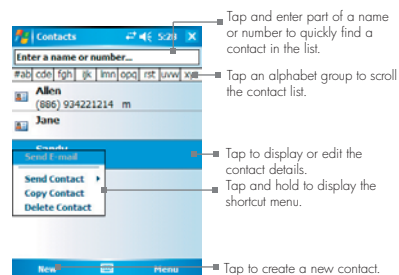 Contacts 5:28
Enter a name or number...
#ab cde fgh ijk lmn opq rst uvw xyz
Allen
(886) 934221214 m
Jane
Sandy
Send E-mail
Send Contact
Copy Contact
Delete Contact
New Menu
Tap and enter part of a name
or number to quickly find a
contact in the list.
Tap an alphabet group to scroll
the contact list.
Tap to display or edit the
contact details.
Tap and hold to display the
shortcut menu.
Tap to create a new contact.